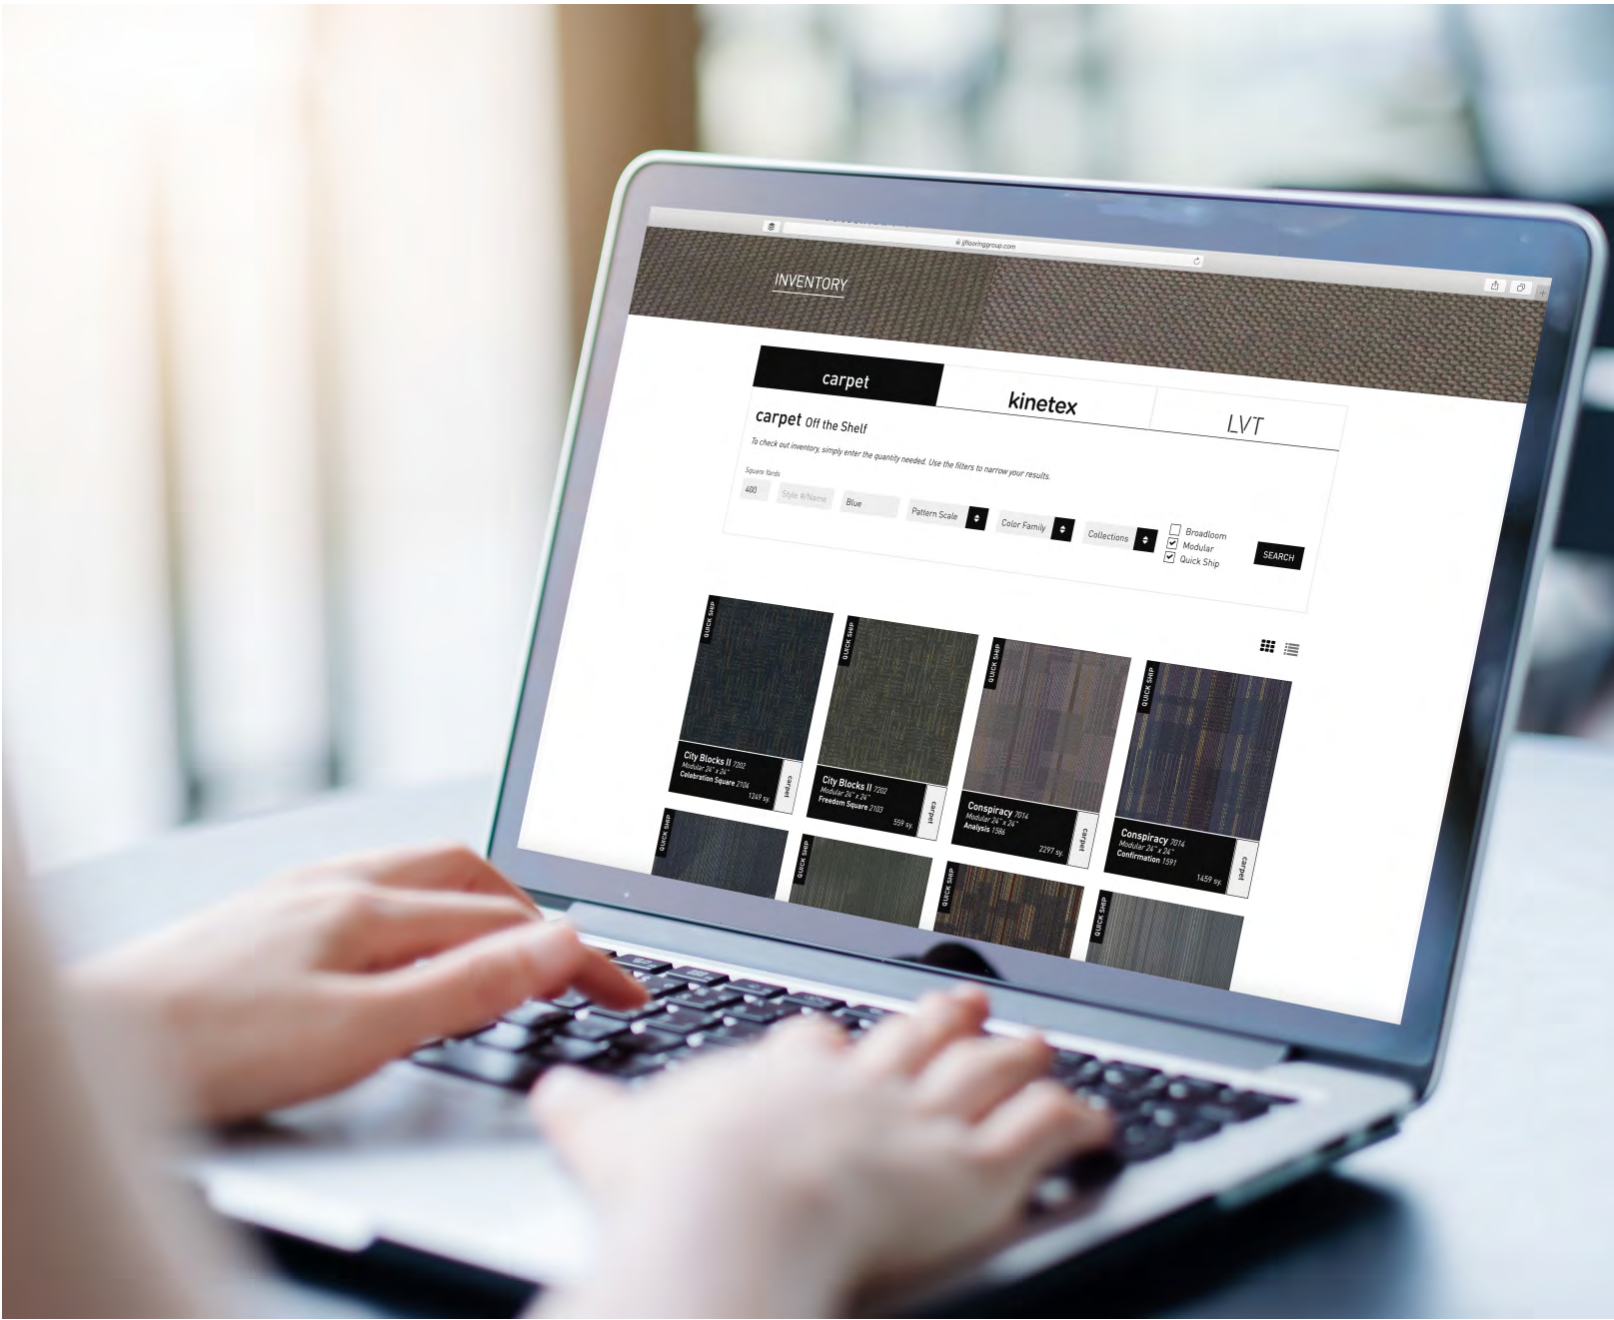 jjflooringgroup.com
INVENTORY
carpet
kinetex
LVT
carpet Off the Shelf
To check out inventory, simply enter the quantity needed. Use the filters to narrow your results.
Square Yards
400
Style #/Name
Blue
Pattern Scale
Color Family
Collections
Broadloom
Modular
Quick Ship
SEARCH
QUICK SHIP
City Blocks II 7202
Modular 24" x 24"
Celebration Square 2104
1249 sy.
carpet
QUICK SHIP
City Blocks II 7202
Modular 24" x 24"
Freedom Square 2103
559 sy.
carpet
QUICK SHIP
Conspiracy 7014
Modular 24" x 24"
Analysis 1586
2297 sy.
carpet
QUICK SHIP
Conspiracy 7014
Modular 24" x 24"
Confirmation 1591
1459 sy.
carpet
QUICK SHIP
QUICK SHIP
QUICK SHIP
QUICK SHIP